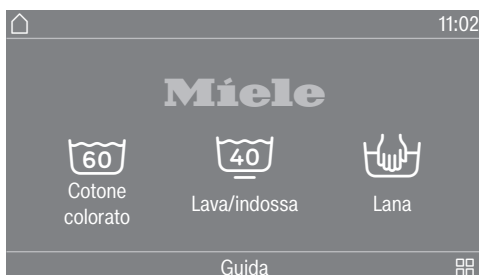 11:02
Miele
60
40
Cotone
colorato
Lava/indossa
Lana
Guida